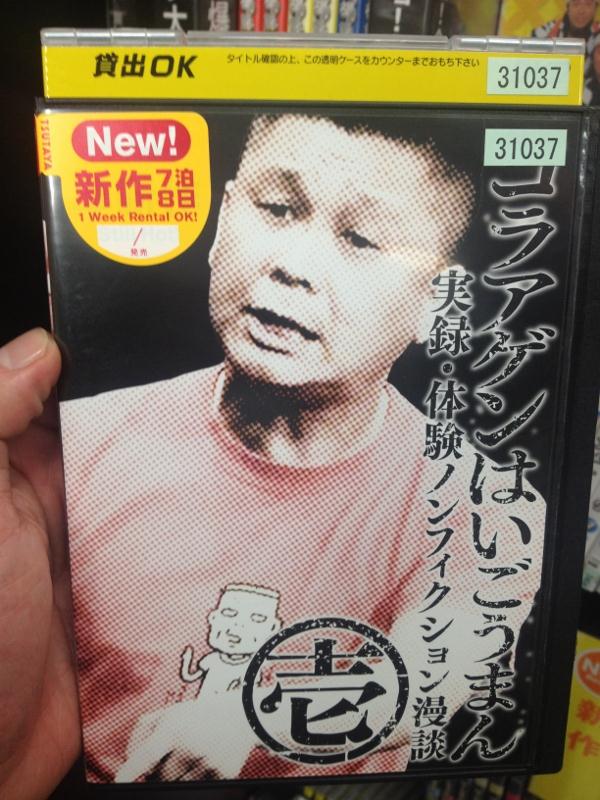 貸出OK
タイトル確認の上、この透明ケースをカウンターまでおもち下さい
31037
TSUTAYA
New!
新作 7泊8日
1 Week Rental OK!
/
発売
31037
コラアゲンはいごうまん
実録・体験ノンフィクション漫談
壱